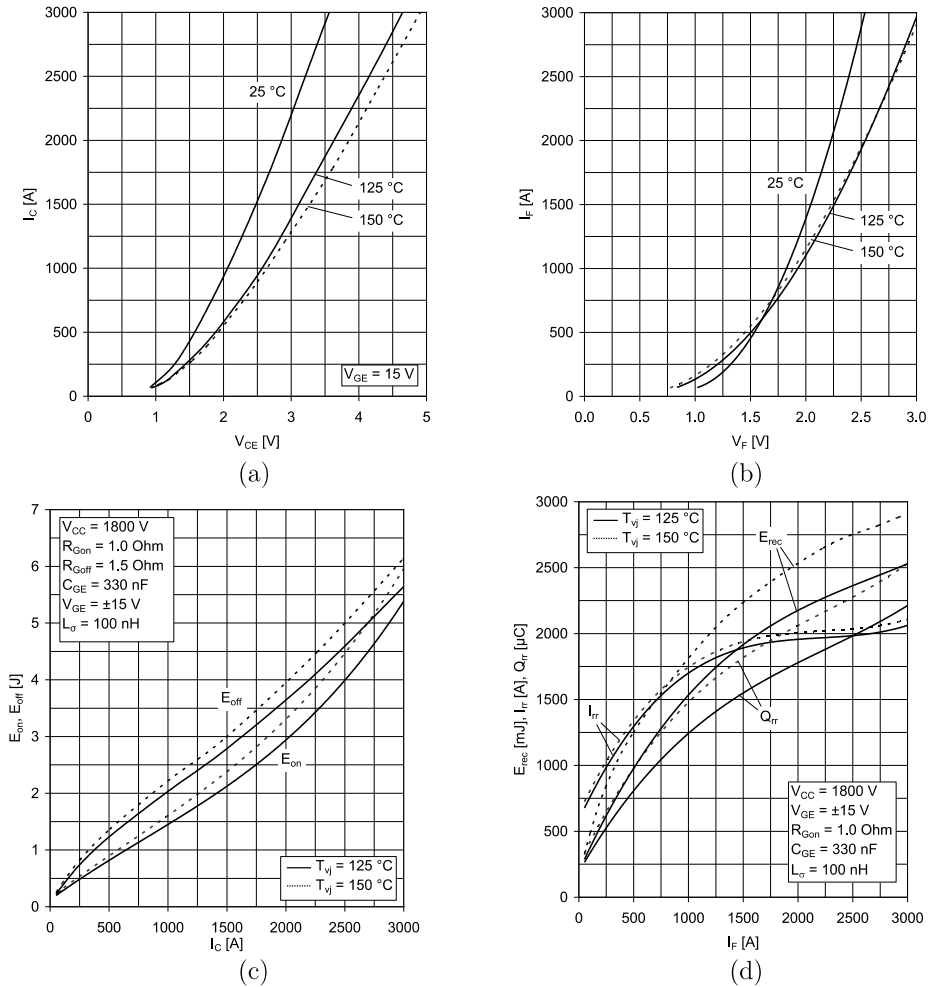 3000
2500
2000
1500
1000
500
0
I_C [A]
25 °C
125 °C
150 °C
V_GE = 15 V
0 1 2 3 4 5
V_CE [V]
(a)
3000
2500
2000
1500
1000
500
0
I_F [A]
25 °C
125 °C
150 °C
0.0 0.5 1.0 1.5 2.0 2.5 3.0
V_F [V]
(b)
7
6
5
4
3
2
1
0
E_on, E_off [J]
V_CC = 1800 V
R_Gon = 1.0 Ohm
R_Goff = 1.5 Ohm
C_GE = 330 nF
V_GE = ±15 V
L_σ = 100 nH
E_off
E_on
T_vj = 125 °C
T_vj = 150 °C
0 500 1000 1500 2000 2500 3000
I_C [A]
(c)
3000
2500
2000
1500
1000
500
0
E_rec [mJ], I_rr [A], Q_rr [µC]
T_vj = 125 °C
T_vj = 150 °C
E_rec
I_rr
Q_rr
V_CC = 1800 V
V_GE = ±15 V
R_Gon = 1.0 Ohm
C_GE = 330 nF
L_σ = 100 nH
0 500 1000 1500 2000 2500 3000
I_F [A]
(d)